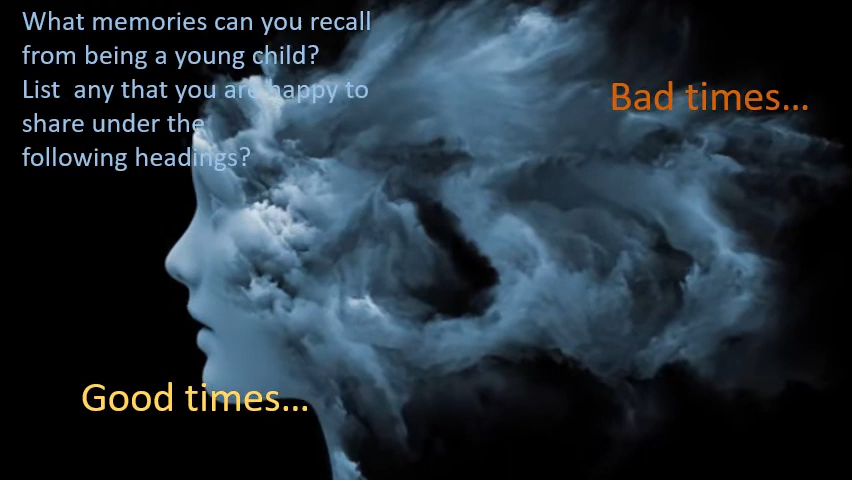 What memories can you recall
from being a young child?
List  any that you are happy to
share under the
following headings?
Bad times...
Good times...